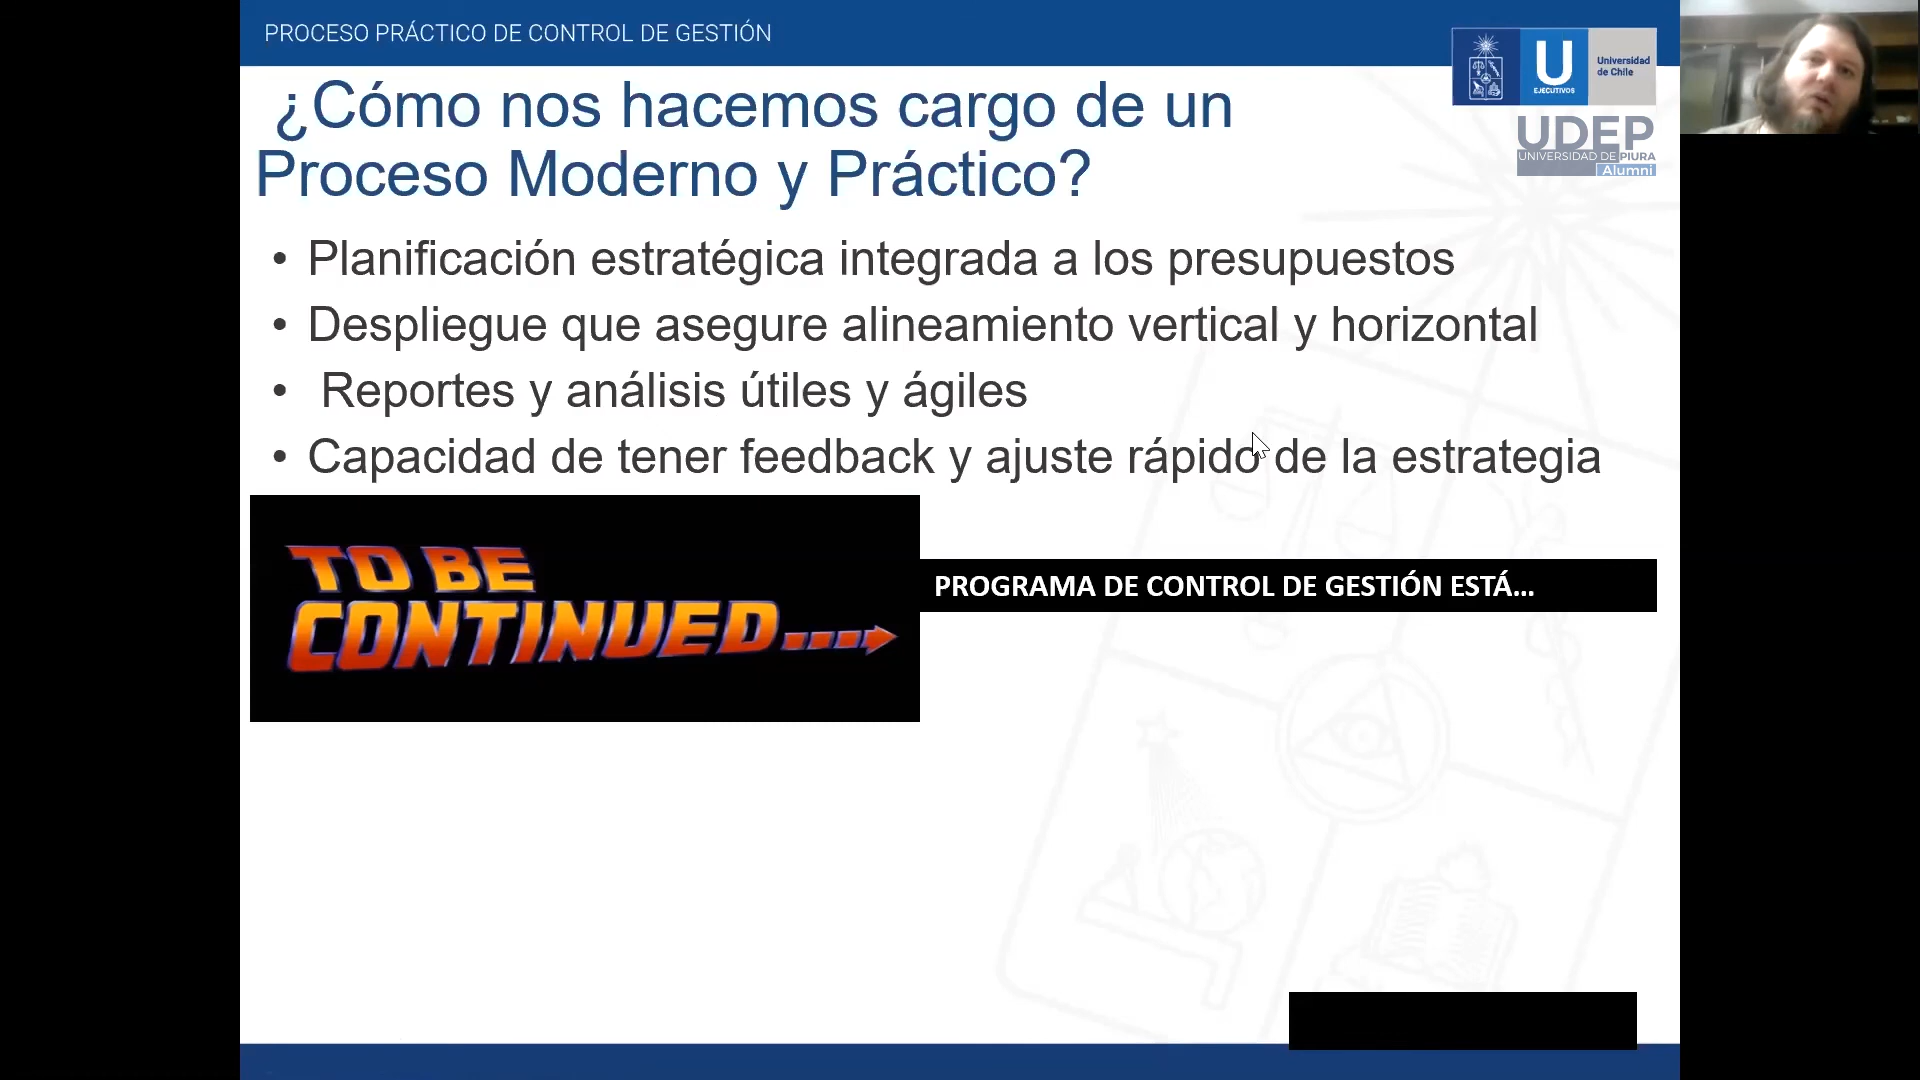 PROCESO PRÁCTICO DE CONTROL DE GESTIÓN
¿Cómo nos hacemos cargo de un
Proceso Moderno y Práctico?
U
EJECUTIVOS
Universidad
de Chile
UDEP
UNIVERSIDAD DE PIURA
Alumni
• Planificación estratégica integrada a los presupuestos
• Despliegue que asegure alineamiento vertical y horizontal
• Reportes y análisis útiles y ágiles
• Capacidad de tener feedback y ajuste rápido de la estrategia
TO BE
CONTINUED....
PROGRAMA DE CONTROL DE GESTIÓN ESTÁ...